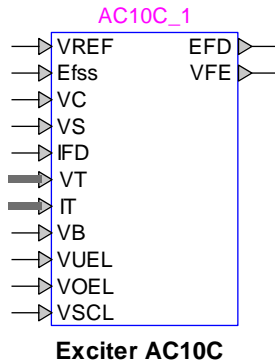 AC10C_1
VREF EFD
Efss VFE
VC
VS
IFD
VT
IT
VB
VUEL
VOEL
VSCL
Exciter AC10C